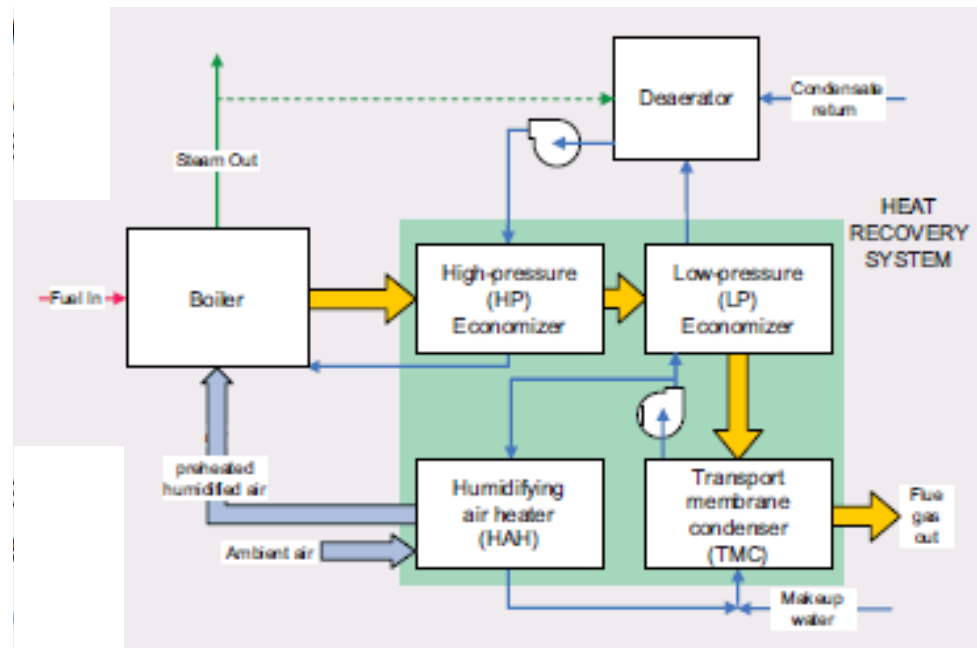 Deaerator
Condensate
return
Steam Out
HEAT
RECOVERY
SYSTEM
High-pressure
(HP)
Economizer
Low-pressure
(LP)
Economizer
Fuel In
Boiler
preheated
humidified air
Humidifying
air heater
(HAH)
Transport
membrane
condenser
(TMC)
Flue
gas
out
Ambient air
Makeup
water